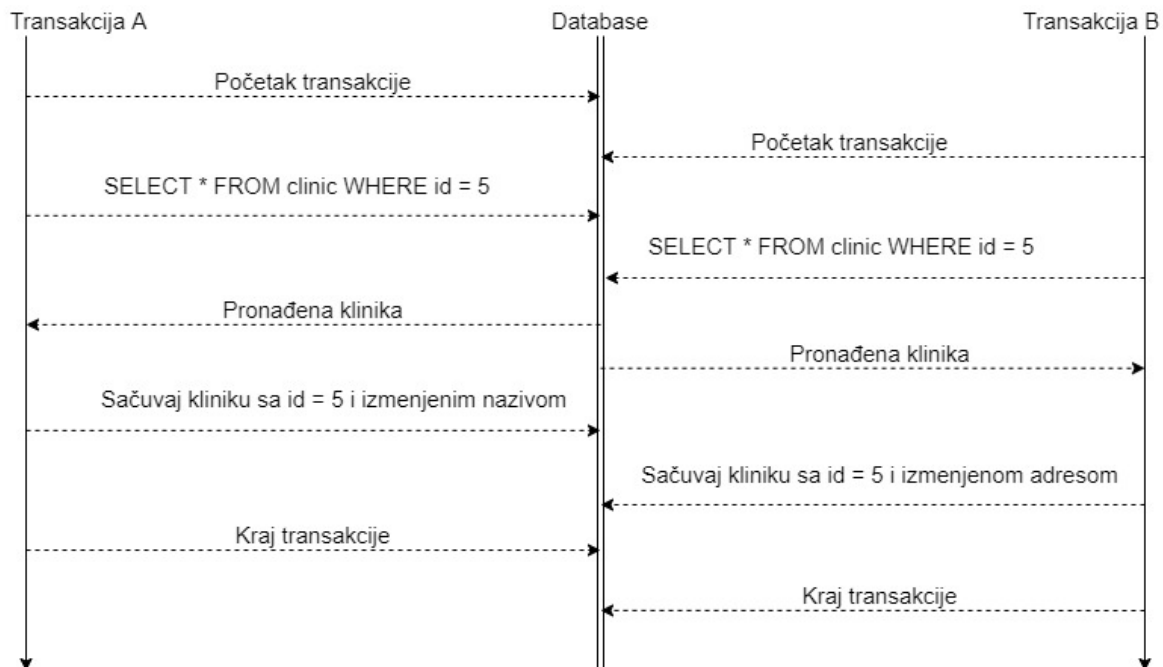 Transakcija A
Database
Transakcija B
Početak transakcije
Početak transakcije
SELECT * FROM clinic WHERE id = 5
SELECT * FROM clinic WHERE id = 5
Pronađena klinika
Pronađena klinika
Sačuvaj kliniku sa id = 5 i izmenjenim nazivom
Sačuvaj kliniku sa id = 5 i izmenjenom adresom
Kraj transakcije
Kraj transakcije